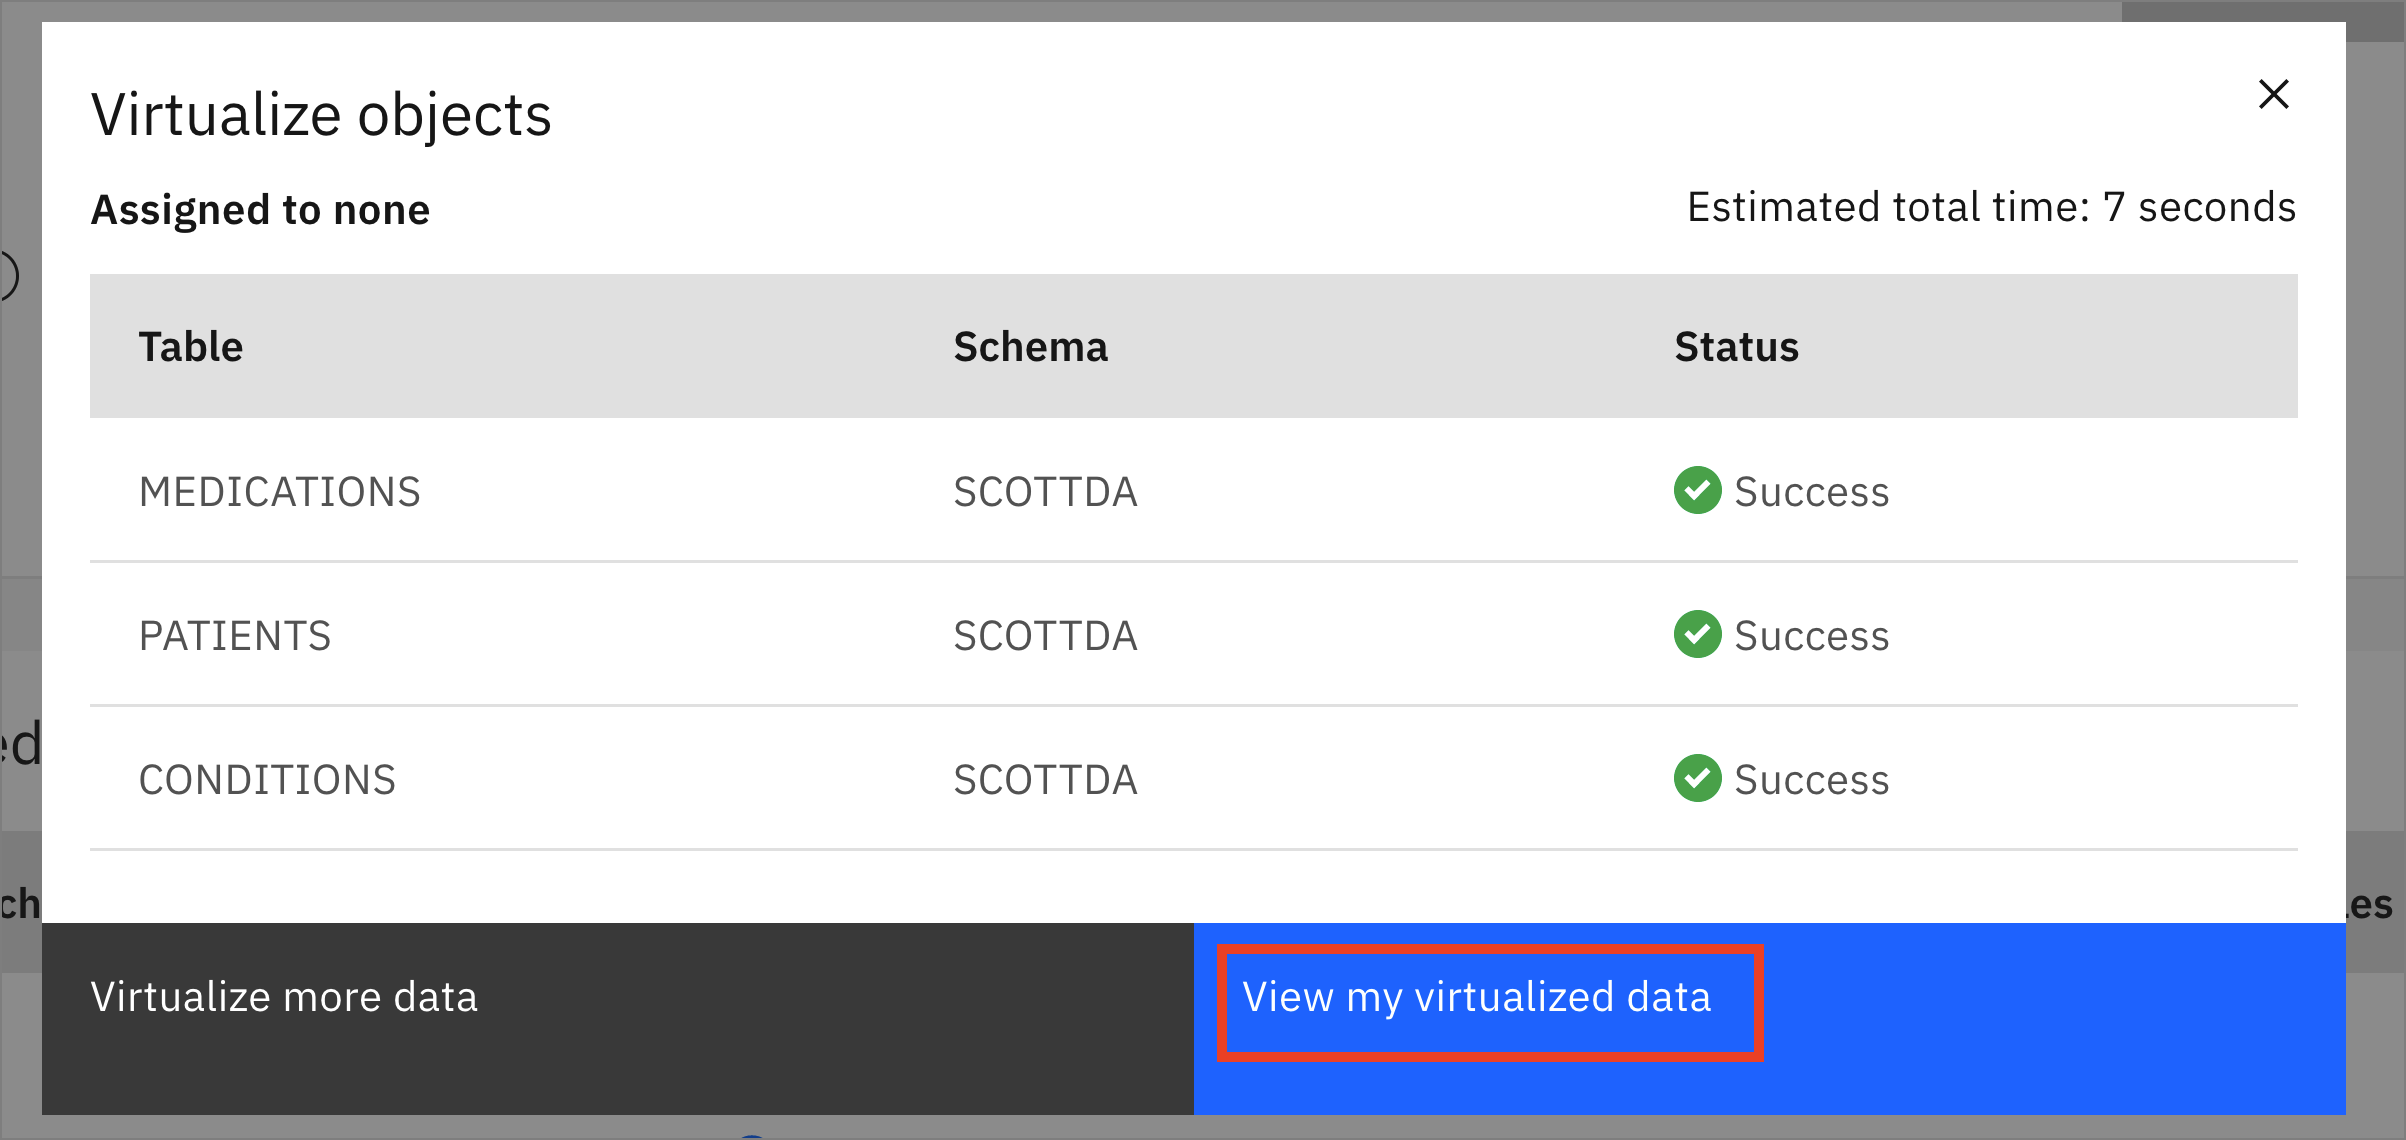 Virtualize objects
Assigned to none
Estimated total time: 7 seconds
Table Schema Status
MEDICATIONS SCOTTDA Success
PATIENTS SCOTTDA Success
CONDITIONS SCOTTDA Success
Virtualize more data
View my virtualized data